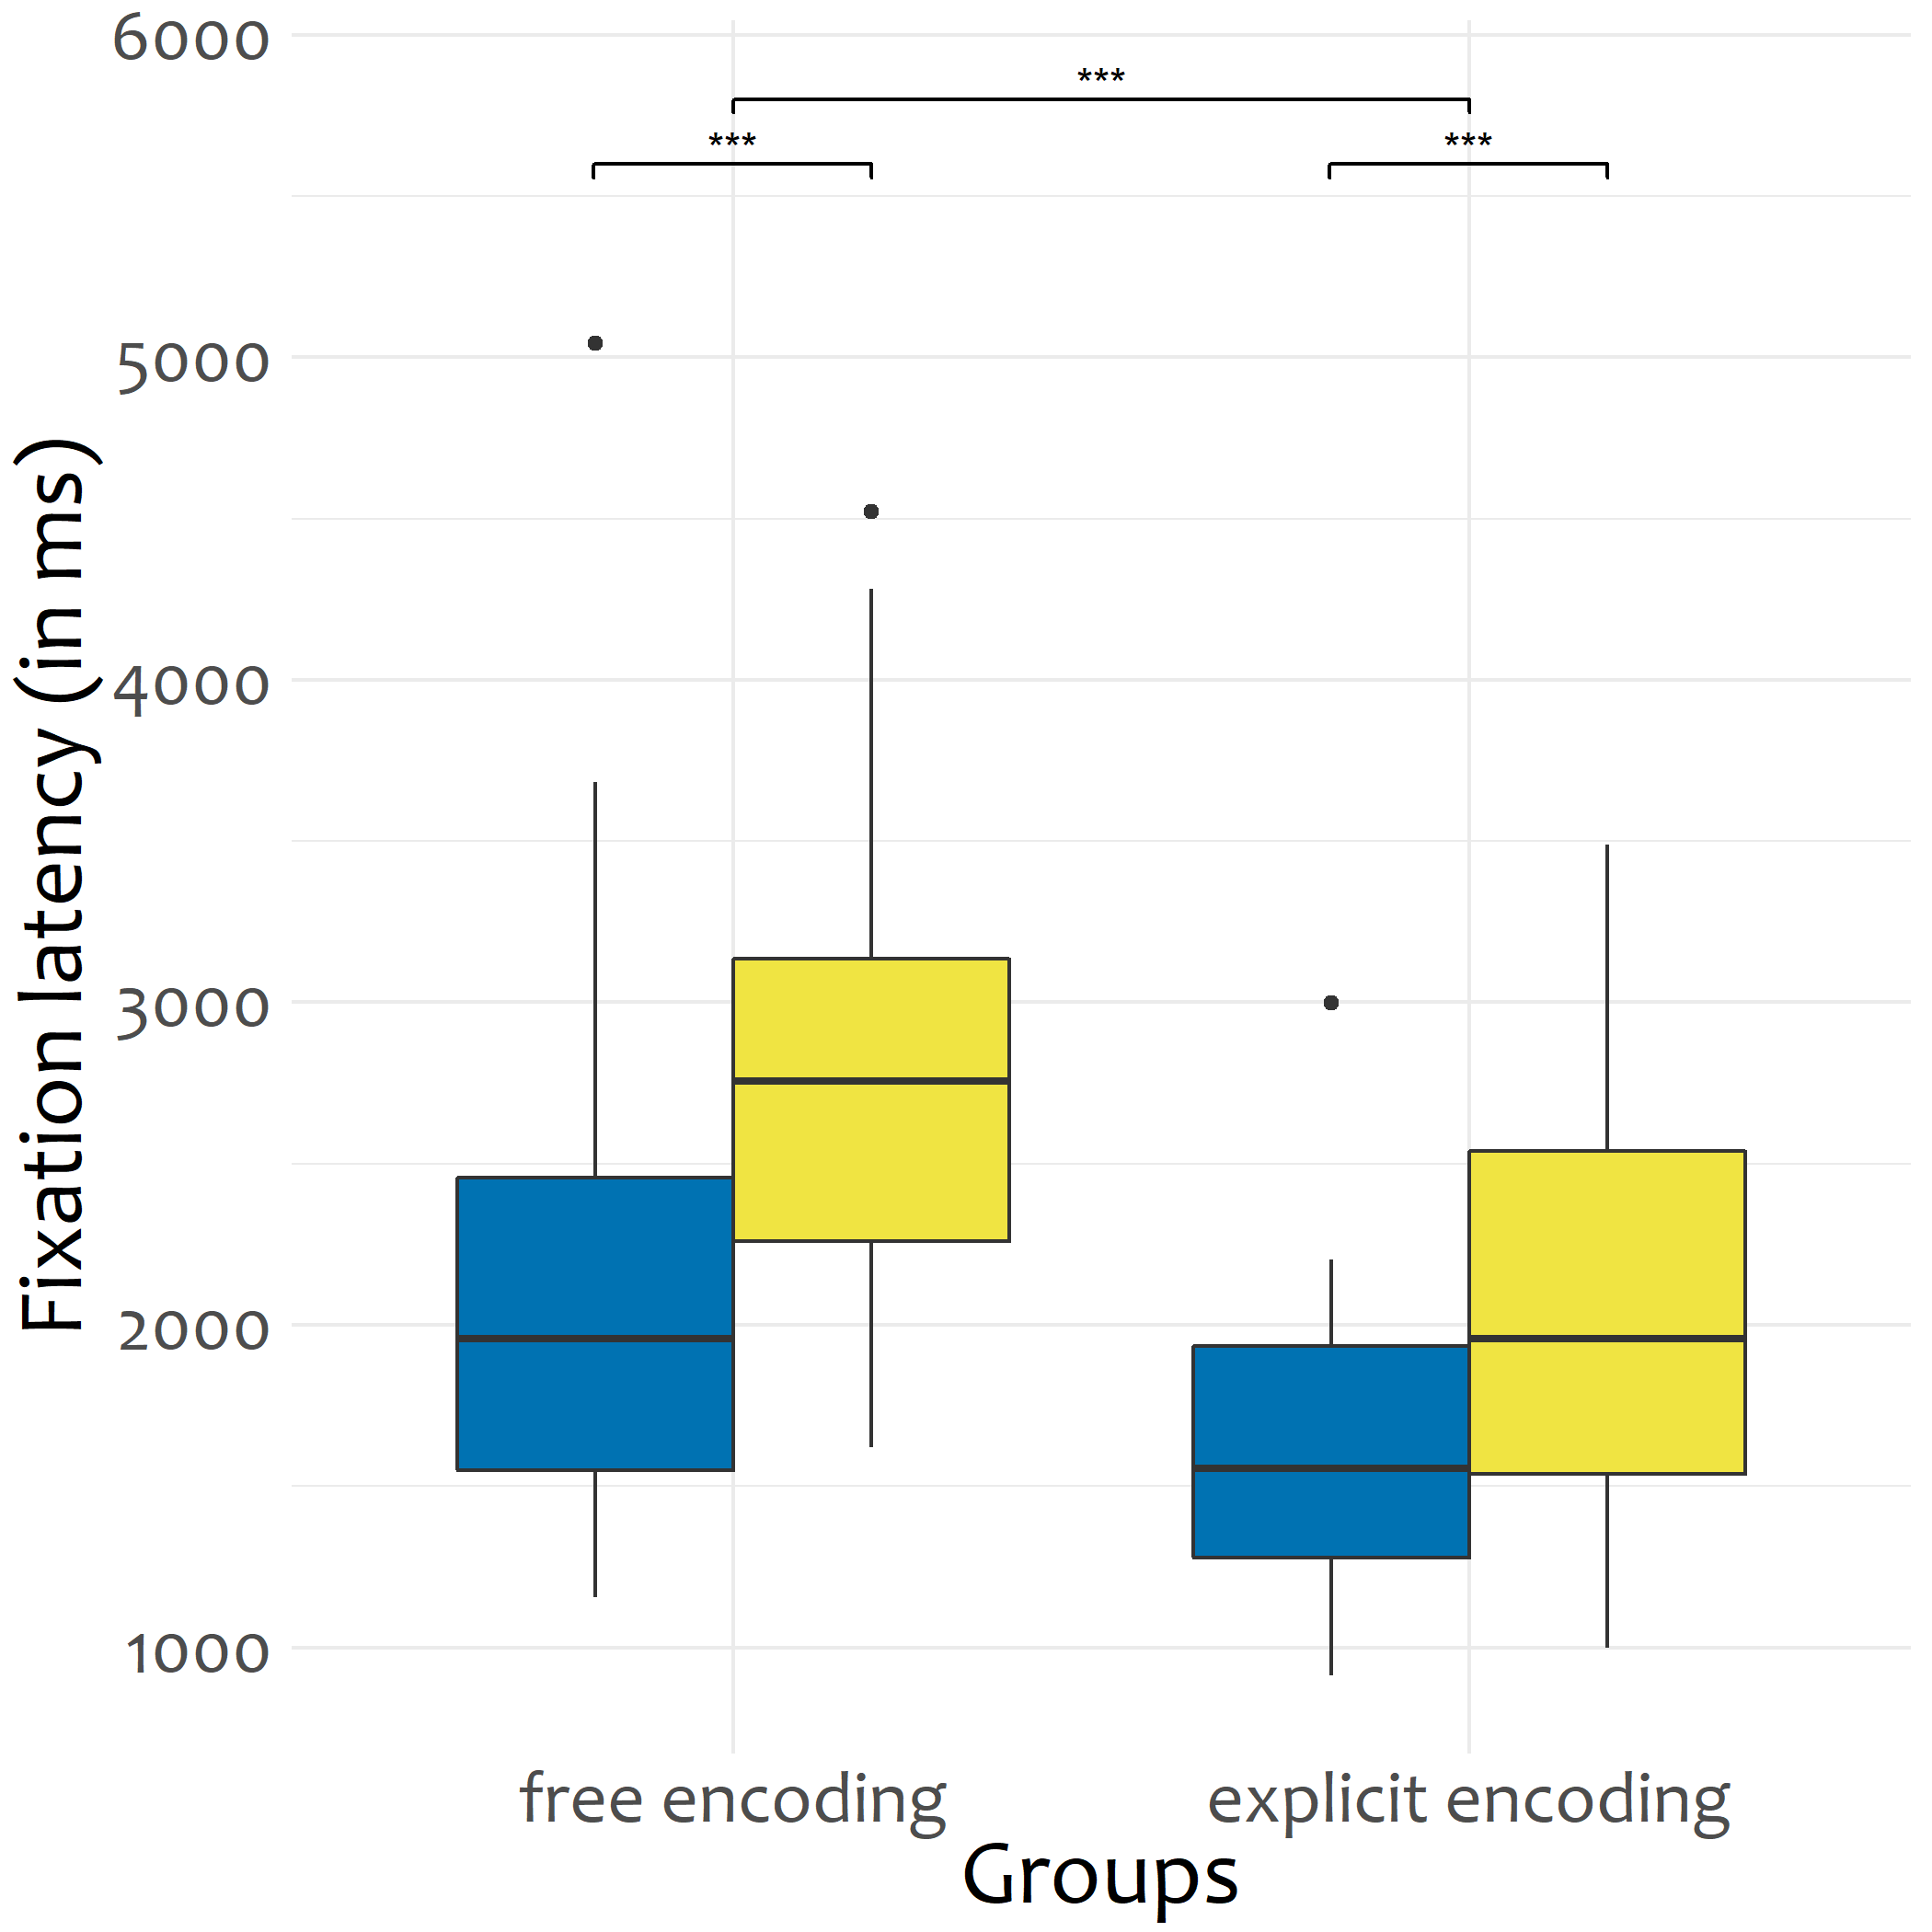 6000
***
***
***
5000
4000
3000
2000
1000
Fixation latency (in ms)
free encoding
explicit encoding
Groups